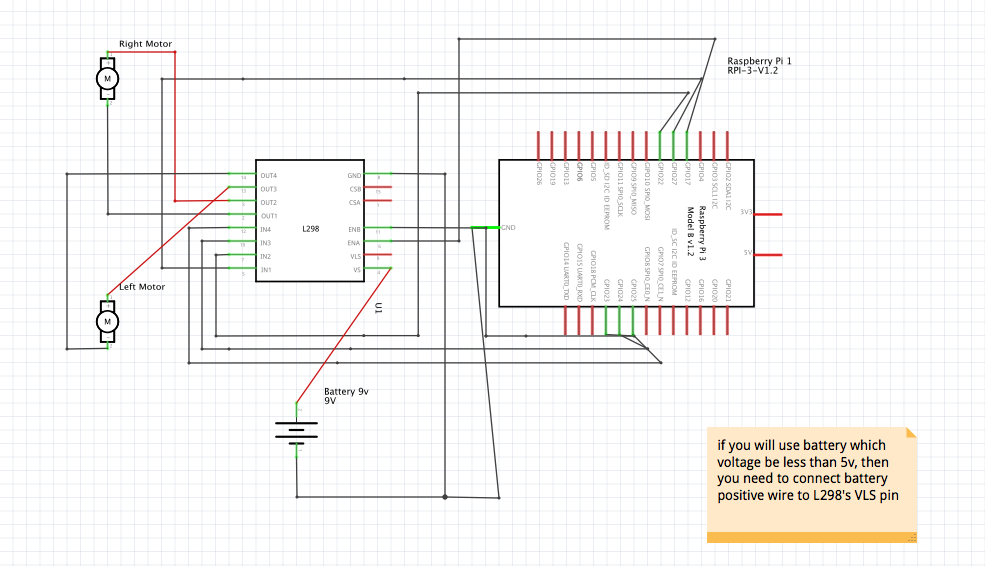 Right Motor
M
Raspberry Pi 1
RPI-3-V1.2
OUT4
OUT3
OUT2
OUT1
IN4
IN3
IN2
IN1
L298
GND
CSB
CSA
ENB
ENA
VLS
VS
U1
Left Motor
M
Battery 9v
9V
GPIO26
GPIO19
GPIO13
GPIO6
GPIO5
ID_SD I2C ID EEPROM
GPIO11 SPI0_SCLK
GPIO9 SPI0_MISO
GPIO10 SPI0_MOSI
GPIO22
GPIO27
GPIO17
GPIO4
GPIO3 SCL1 I2C
GPIO2 SDA1 I2C
GND
Raspberry Pi 3
Model B v1.2
3V3
5V
GPIO14 UART0_TXD
GPIO15 UART0_RXD
GPIO18 PCM_CLK
GPIO23
GPIO24
GPIO25
GPIO8 SPI0_CE0_N
GPIO7 SPI0_CE1_N
ID_SC I2C ID EEPROM
GPIO12
GPIO16
GPIO20
GPIO21
if you will use battery which
voltage be less than 5v, then
you need to connect battery
positive wire to L298's VLS pin